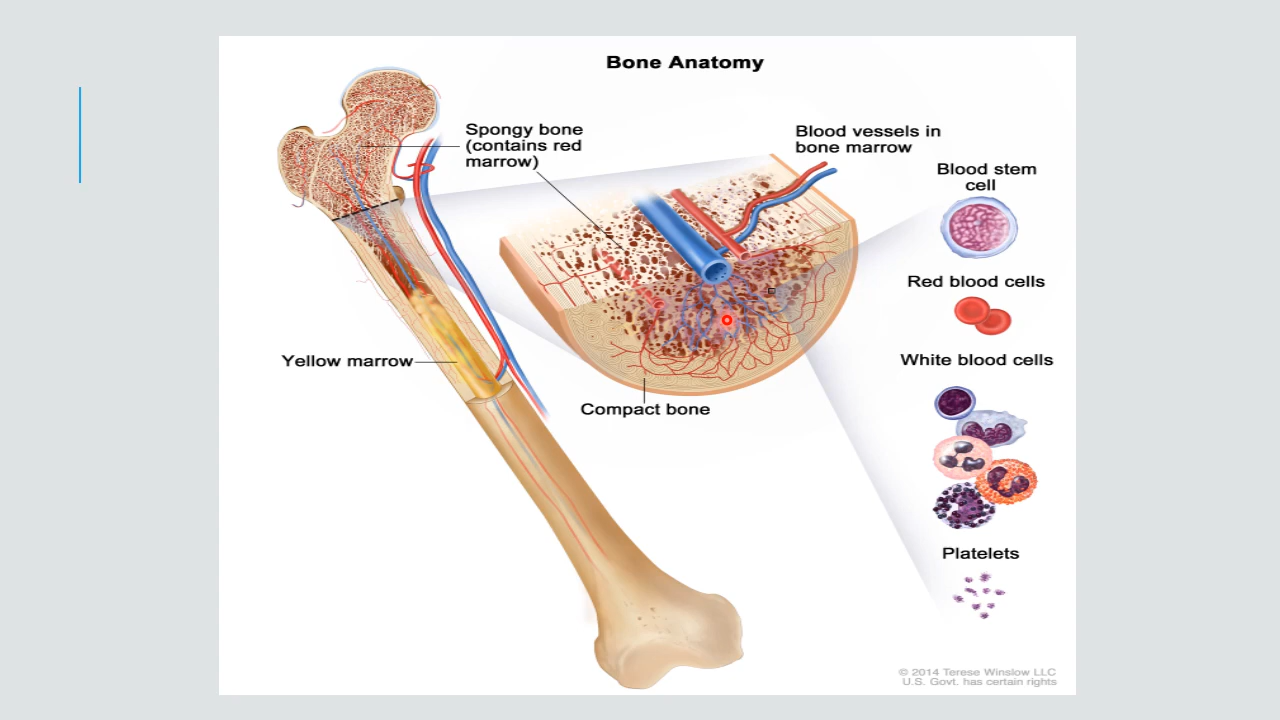 Bone Anatomy
Spongy bone
(contains red
marrow)
Blood vessels in
bone marrow
Blood stem
cell
Red blood cells
White blood cells
Yellow marrow
Compact bone
Platelets
© 2014 Terese Winslow LLC
U.S. Govt. has certain rights